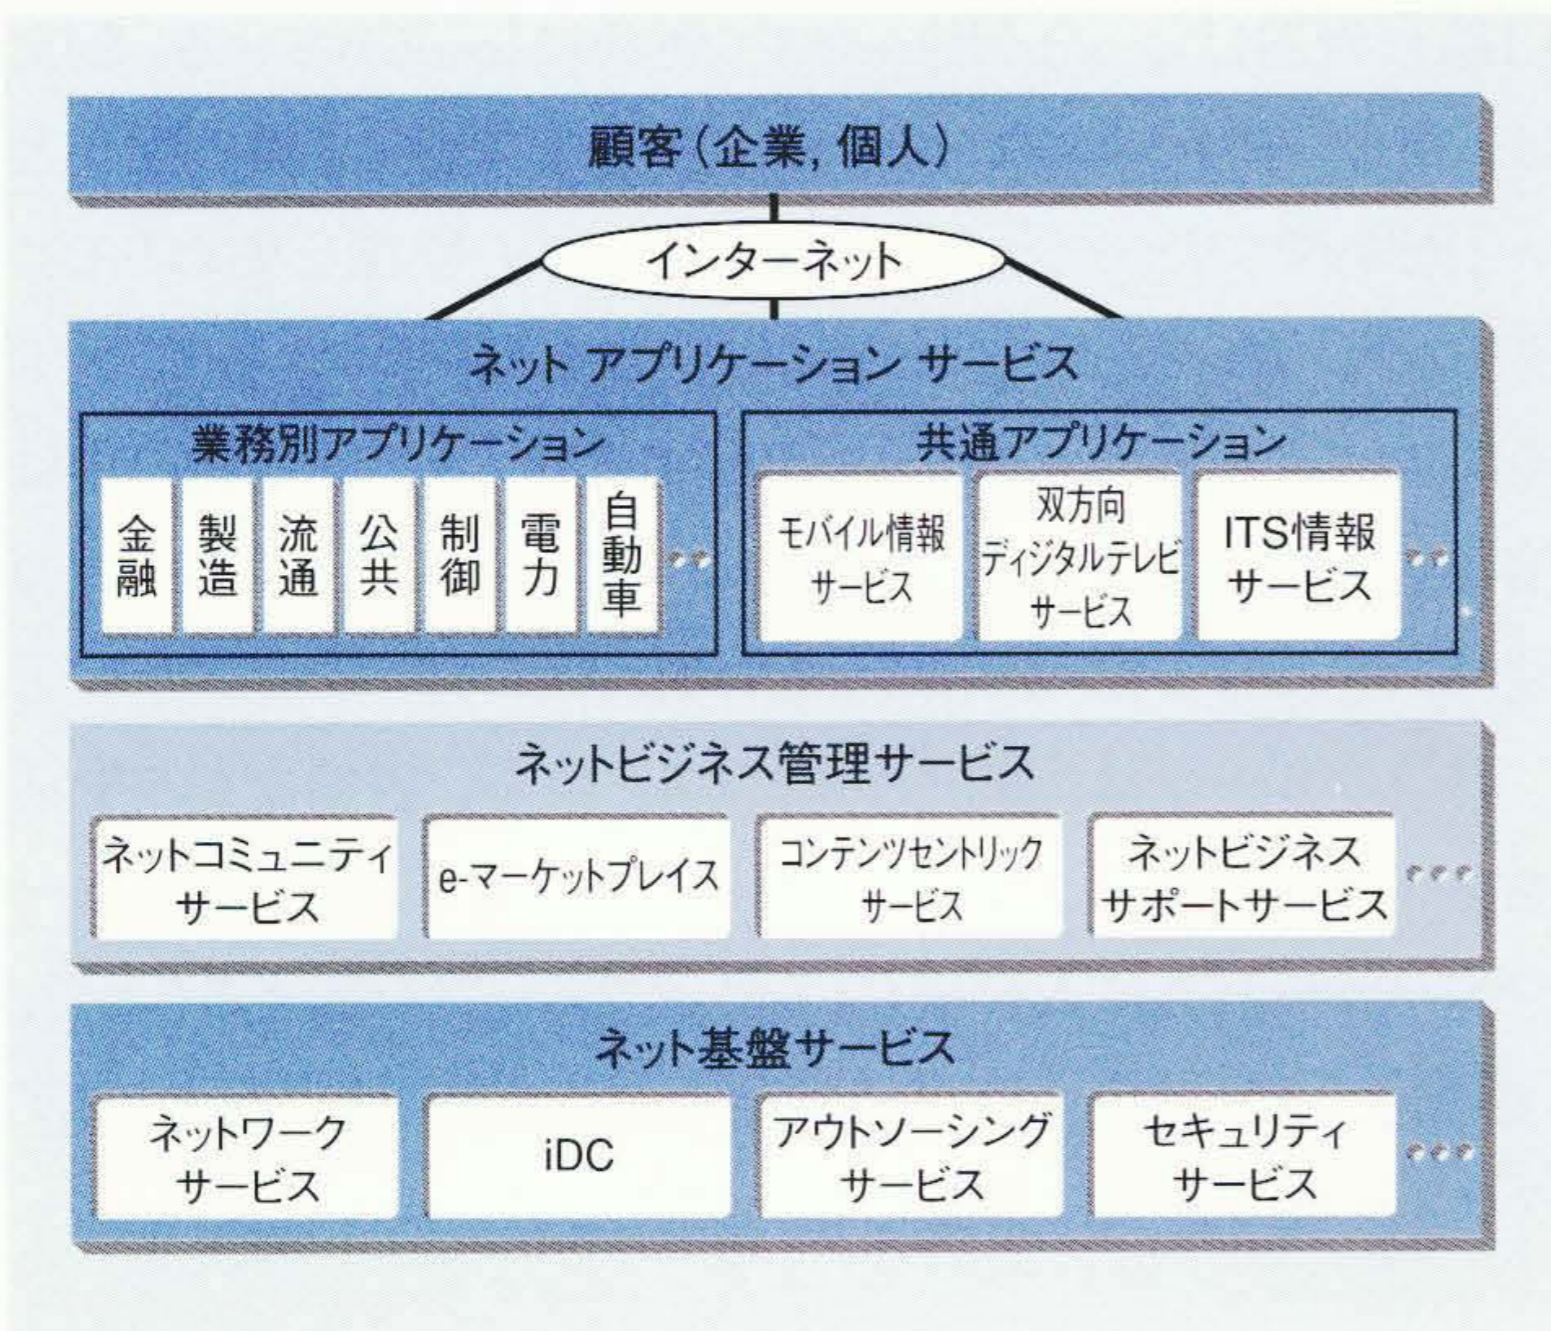 顧客(企業, 個人)
インターネット
ネット アプリケーション サービス
業務別アプリケーション
金融
製造
流通
公共
制御
電力
自動車
共通アプリケーション
モバイル情報
サービス
双方向
ディジタルテレビ
サービス
ITS情報
サービス
ネットビジネス管理サービス
ネットコミュニティ
サービス
e-マーケットプレイス
コンテンツセントリック
サービス
ネットビジネス
サポートサービス
ネット基盤サービス
ネットワーク
サービス
iDC
アウトソーシング
サービス
セキュリティ
サービス